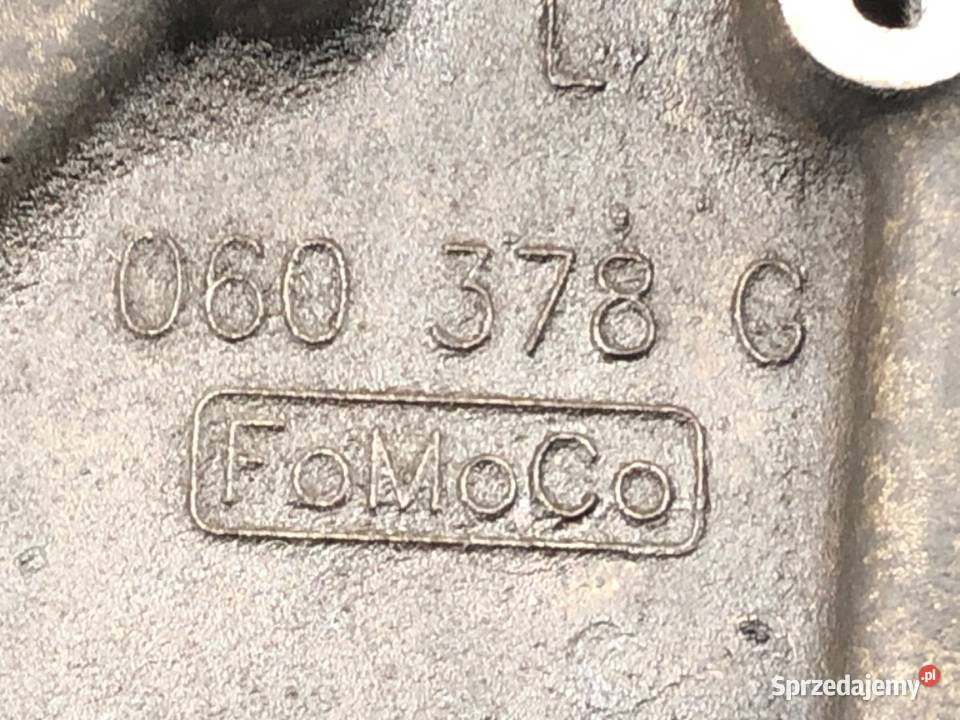 L
060 378 C
FoMoCo
Sprzedajemy.pl